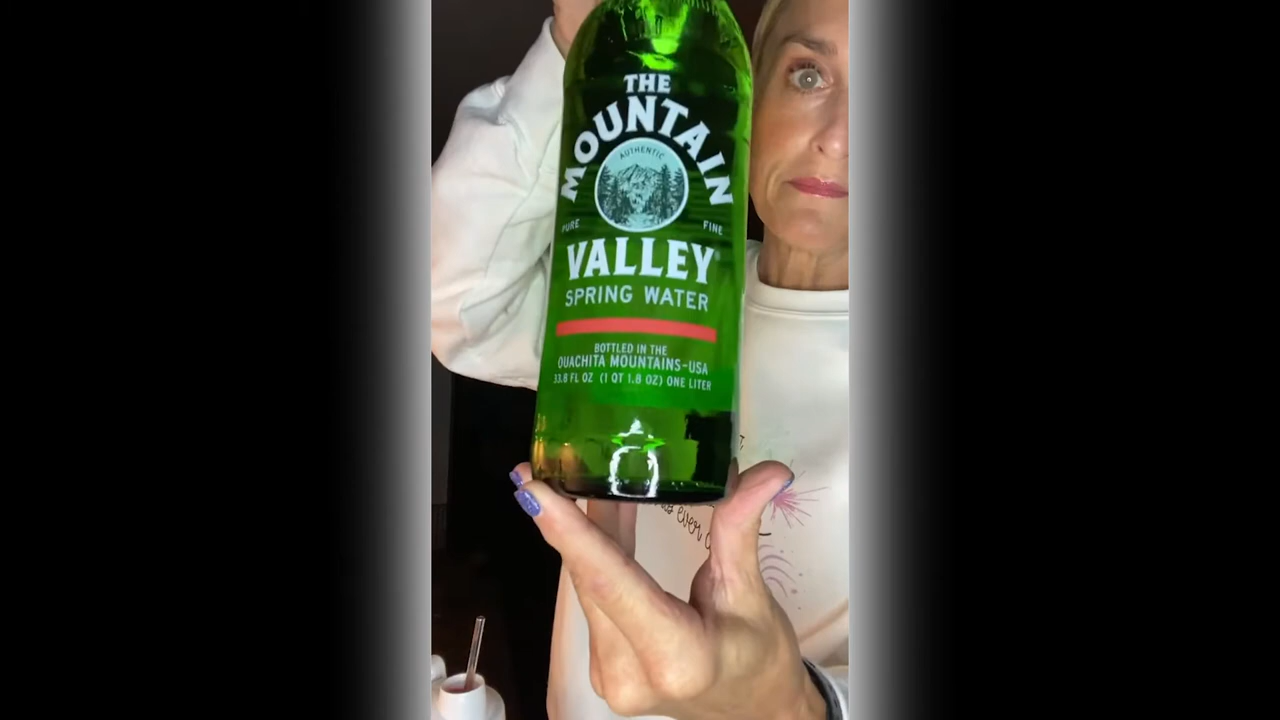 THE
MOUNTAIN
AUTHENTIC
PURE FINE
VALLEY®
SPRING WATER
BOTTLED IN THE
OUACHITA MOUNTAINS-USA
33.8 FL OZ (1 QT 1.8 OZ) ONE LITER
ever